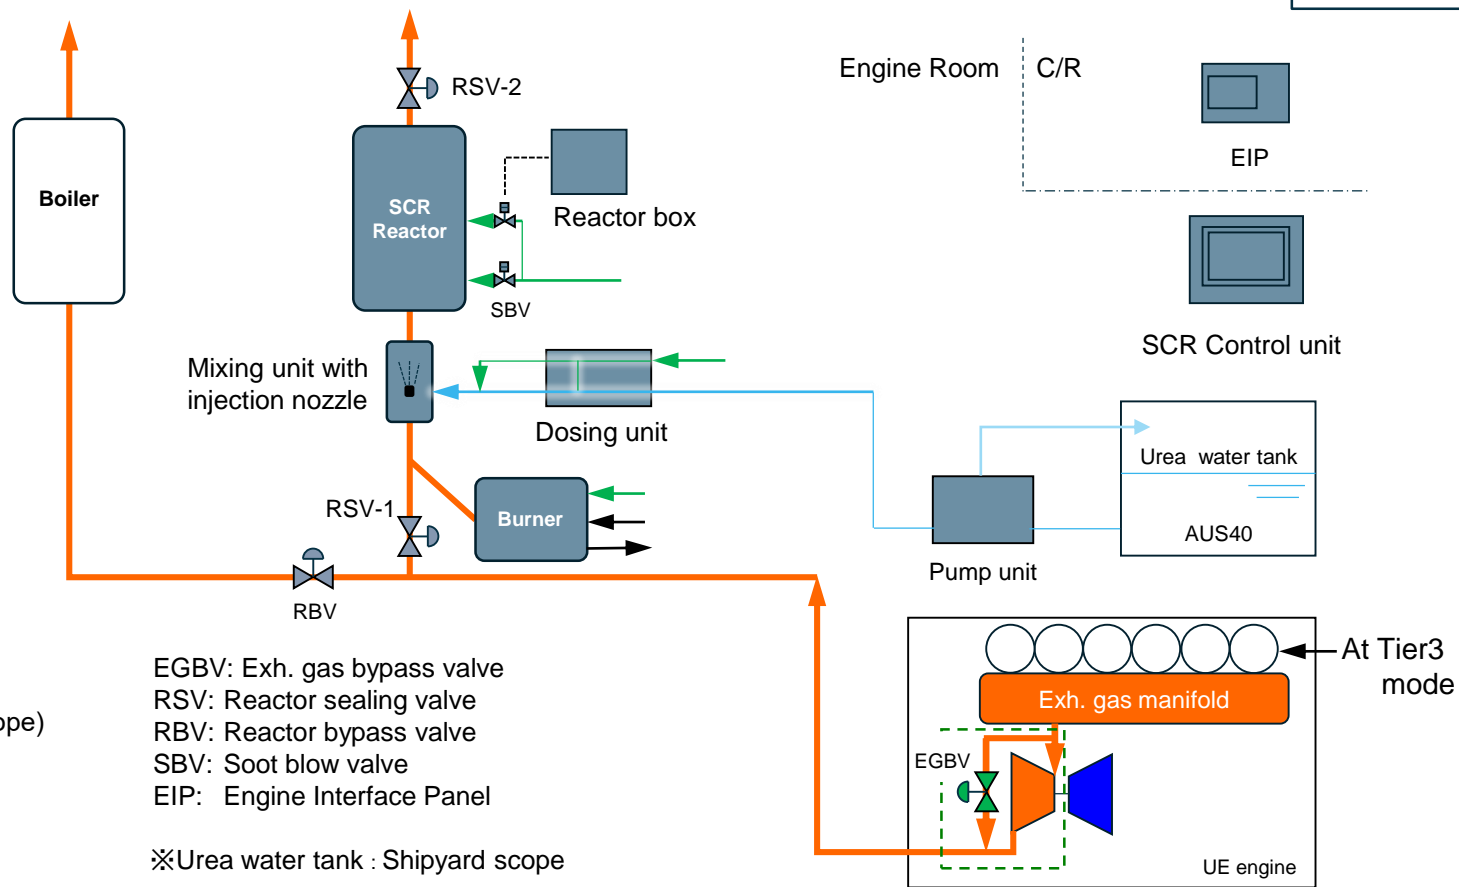 RSV-2
Engine Room
C/R
EIP
Boiler
SCR
Reactor
Reactor box
SBV
SCR Control unit
Mixing unit with
injection nozzle
Dosing unit
Urea water tank
AUS40
Pump unit
RSV-1
Burner
RBV
At Tier3
mode
Exh. gas manifold
EGBV
UE engine
EGBV: Exh. gas bypass valve
RSV: Reactor sealing valve
ope)
RBV: Reactor bypass valve
SBV: Soot blow valve
EIP: Engine Interface Panel
※Urea water tank : Shipyard scope